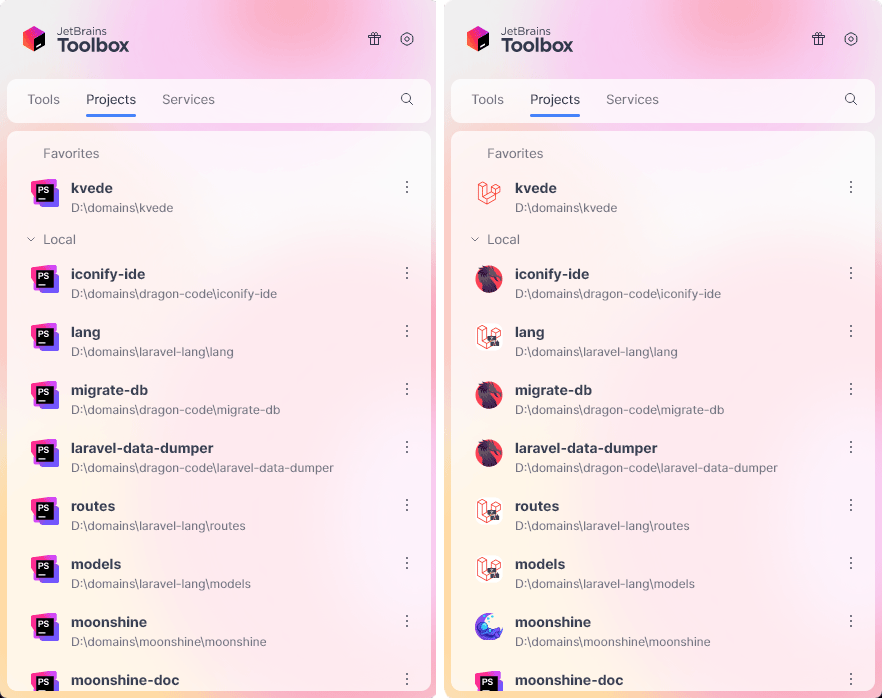 JetBrains
Toolbox
Tools Projects Services
Favorites
PS
kvede
D:\domains\kvede
Local
PS
iconify-ide
D:\domains\dragon-code\iconify-ide
PS
lang
D:\domains\laravel-lang\lang
PS
migrate-db
D:\domains\dragon-code\migrate-db
PS
laravel-data-dumper
D:\domains\dragon-code\laravel-data-dumper
PS
routes
D:\domains\laravel-lang\routes
PS
models
D:\domains\laravel-lang\models
PS
moonshine
D:\domains\moonshine\moonshine
PS
moonshine-doc
JetBrains
Toolbox
Tools Projects Services
Favorites
kvede
D:\domains\kvede
Local
iconify-ide
D:\domains\dragon-code\iconify-ide
lang
D:\domains\laravel-lang\lang
migrate-db
D:\domains\dragon-code\migrate-db
laravel-data-dumper
D:\domains\dragon-code\laravel-data-dumper
routes
D:\domains\laravel-lang\routes
models
D:\domains\laravel-lang\models
moonshine
D:\domains\moonshine\moonshine
PS
moonshine-doc